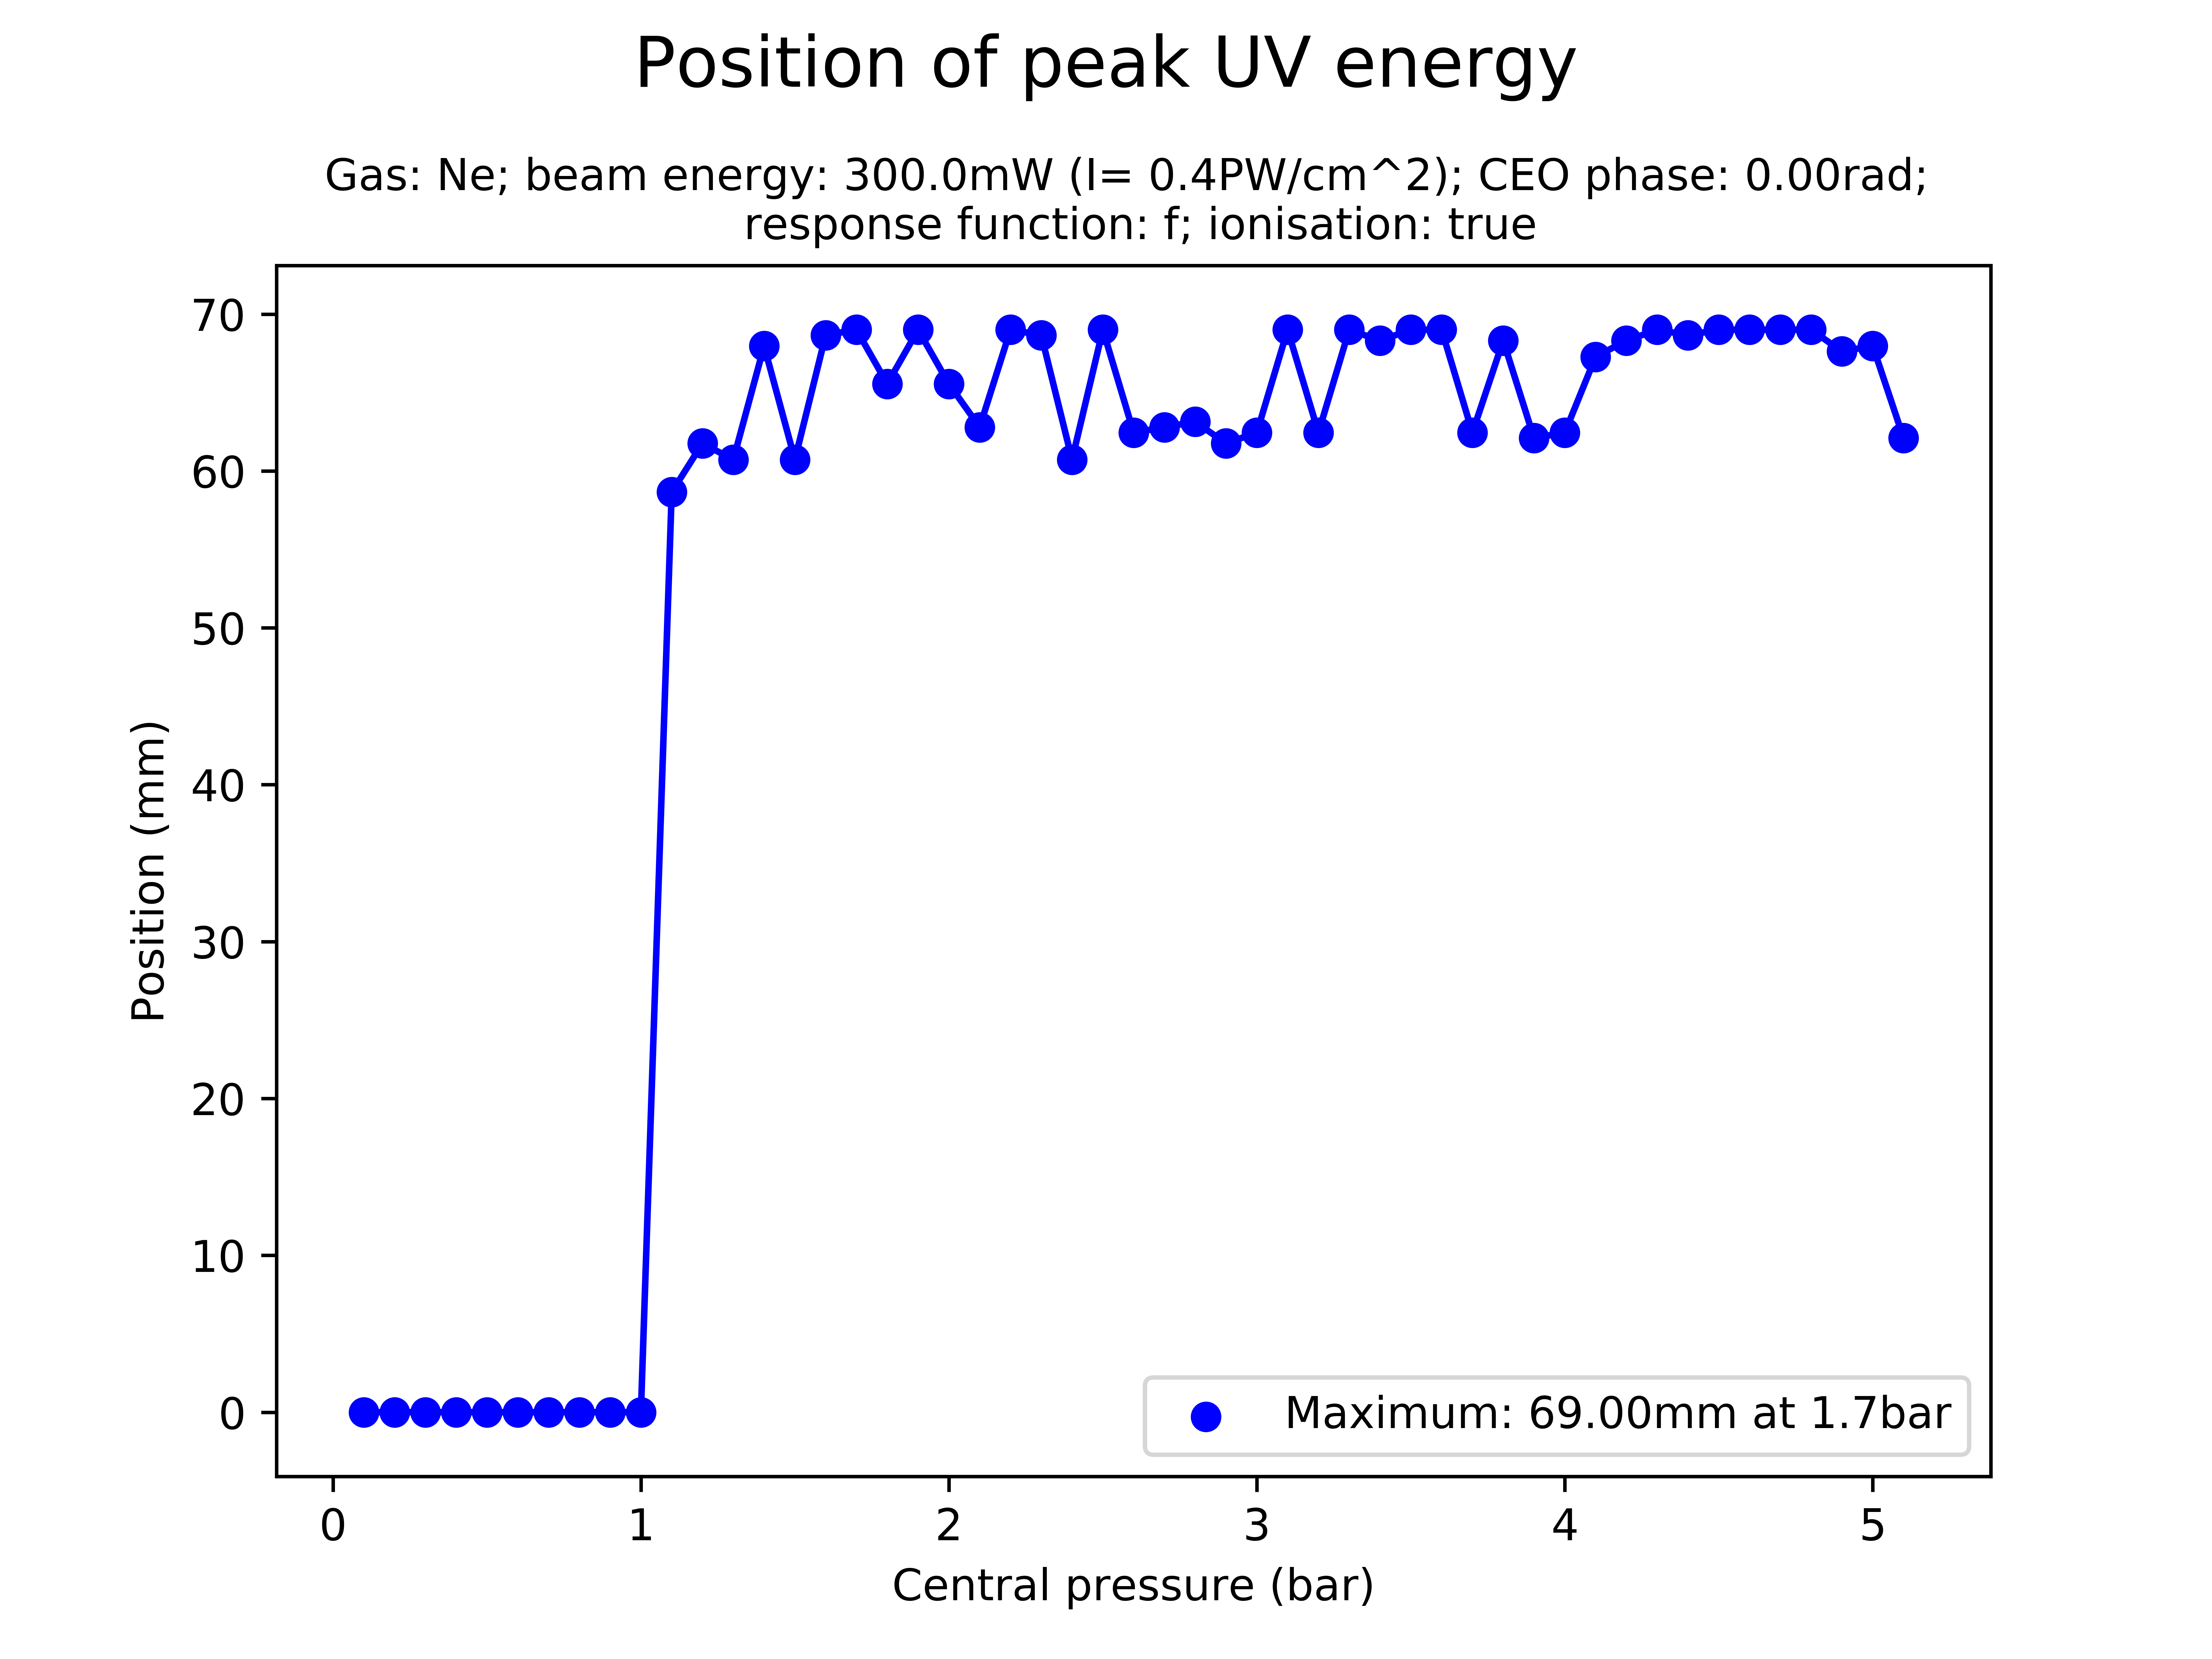 Position of peak UV energy
Gas: Ne; beam energy: 300.0mW (I= 0.4PW/cm^2); CEO phase: 0.00rad;
response function: f; ionisation: true
70
60
50
40
30
20
10
0
Position (mm)
Maximum: 69.00mm at 1.7bar
0 1 2 3 4 5
Central pressure (bar)